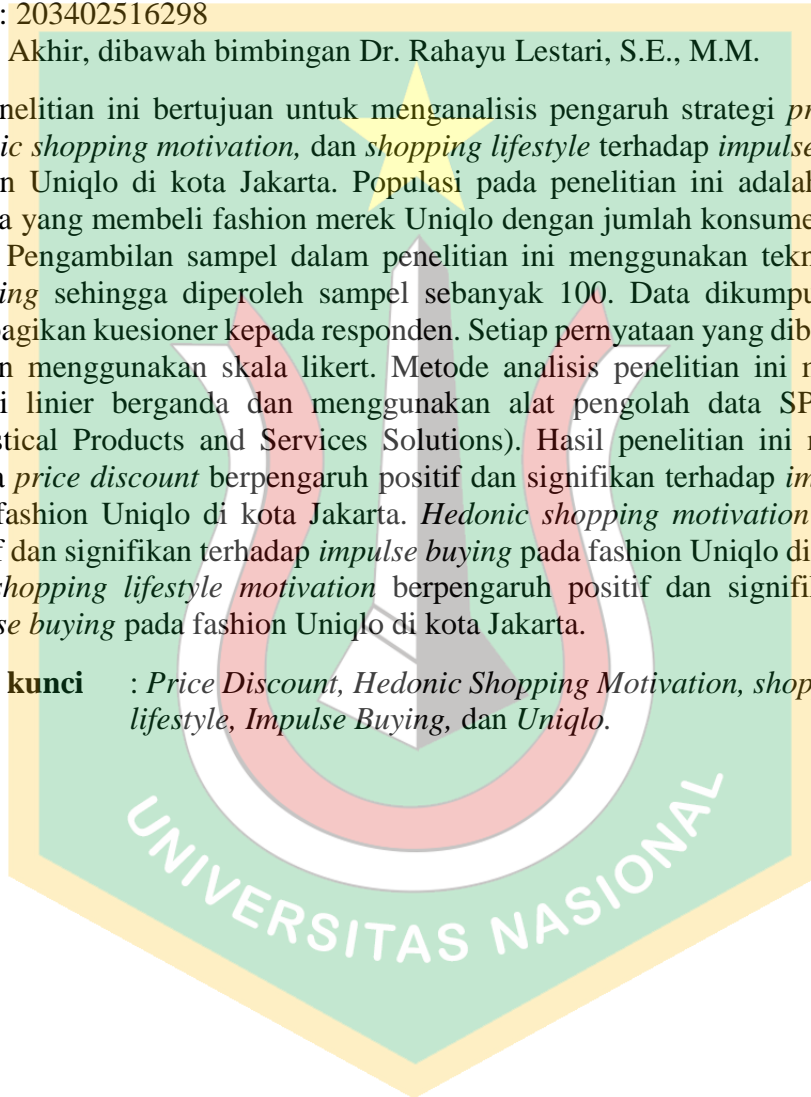 : 203402516298
Akhir, dibawah bimbingan Dr. Rahayu Lestari, S.E., M.M.
nelitian ini bertujuan untuk menganalisis pengaruh strategi pr
ic shopping motivation, dan shopping lifestyle terhadap impulse
n Uniqlo di kota Jakarta. Populasi pada penelitian ini adalah
a yang membeli fashion merek Uniqlo dengan jumlah konsume
Pengambilan sampel dalam penelitian ini menggunakan tekn
ing sehingga diperoleh sampel sebanyak 100. Data dikumpu
bagikan kuesioner kepada responden. Setiap pernyataan yang dib
n menggunakan skala likert. Metode analisis penelitian ini m
i linier berganda dan menggunakan alat pengolah data SP
stical Products and Services Solutions). Hasil penelitian ini m
a price discount berpengaruh positif dan signifikan terhadap im
fashion Uniqlo di kota Jakarta. Hedonic shopping motivation
f dan signifikan terhadap impulse buying pada fashion Uniqlo di
shopping lifestyle motivation berpengaruh positif dan signifi
se buying pada fashion Uniqlo di kota Jakarta.
kunci : Price Discount, Hedonic Shopping Motivation, shop
lifestyle, Impulse Buying, dan Uniqlo.
UNIVERSITAS NASIONAL